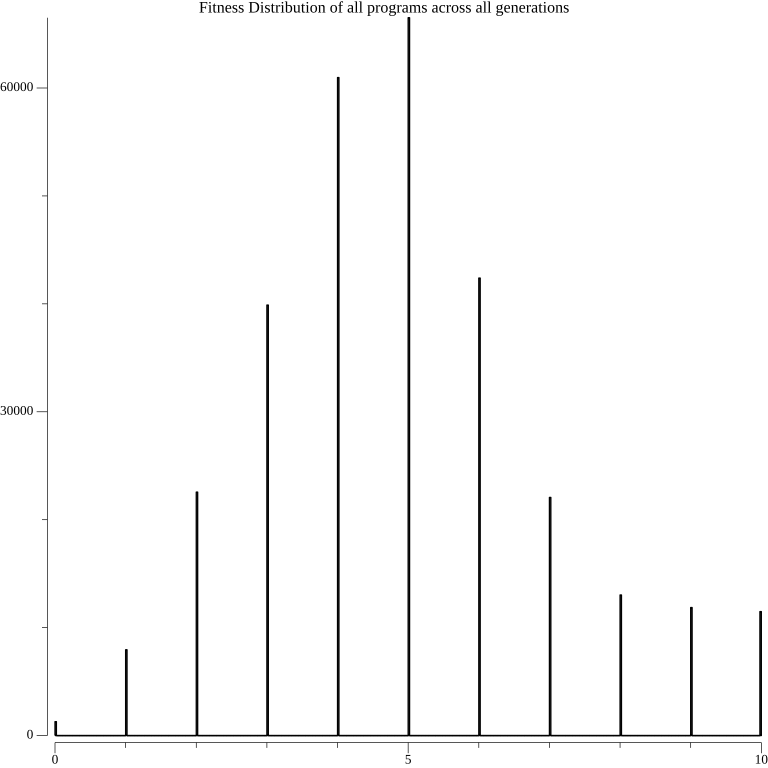 Fitness Distribution of all programs across all generations
60000
30000
0
0 5 10